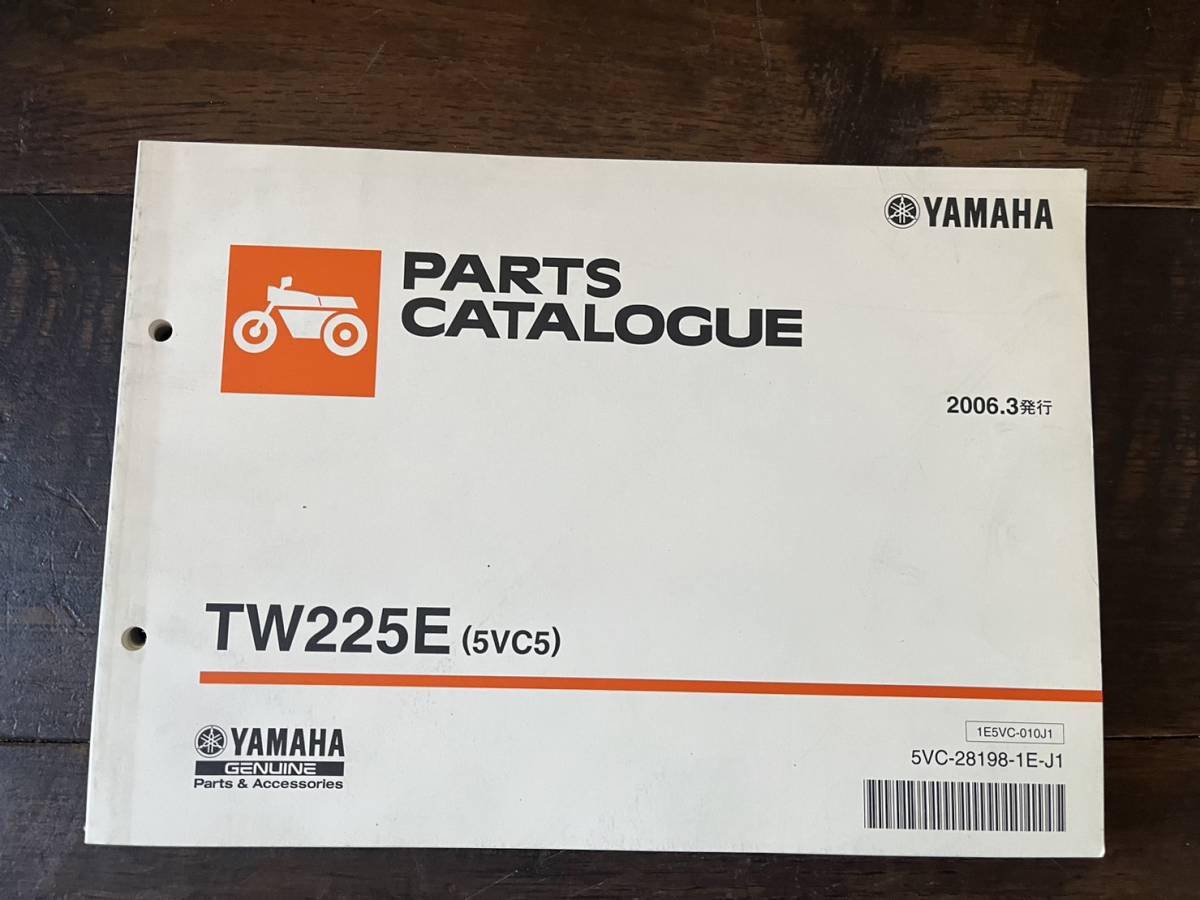 YAMAHA
PARTS
CATALOGUE
2006.3発行
TW225E (5VC5)
YAMAHA
GENUINE
Parts & Accessories
1E5VC-010J1
5VC-28198-1E-J1